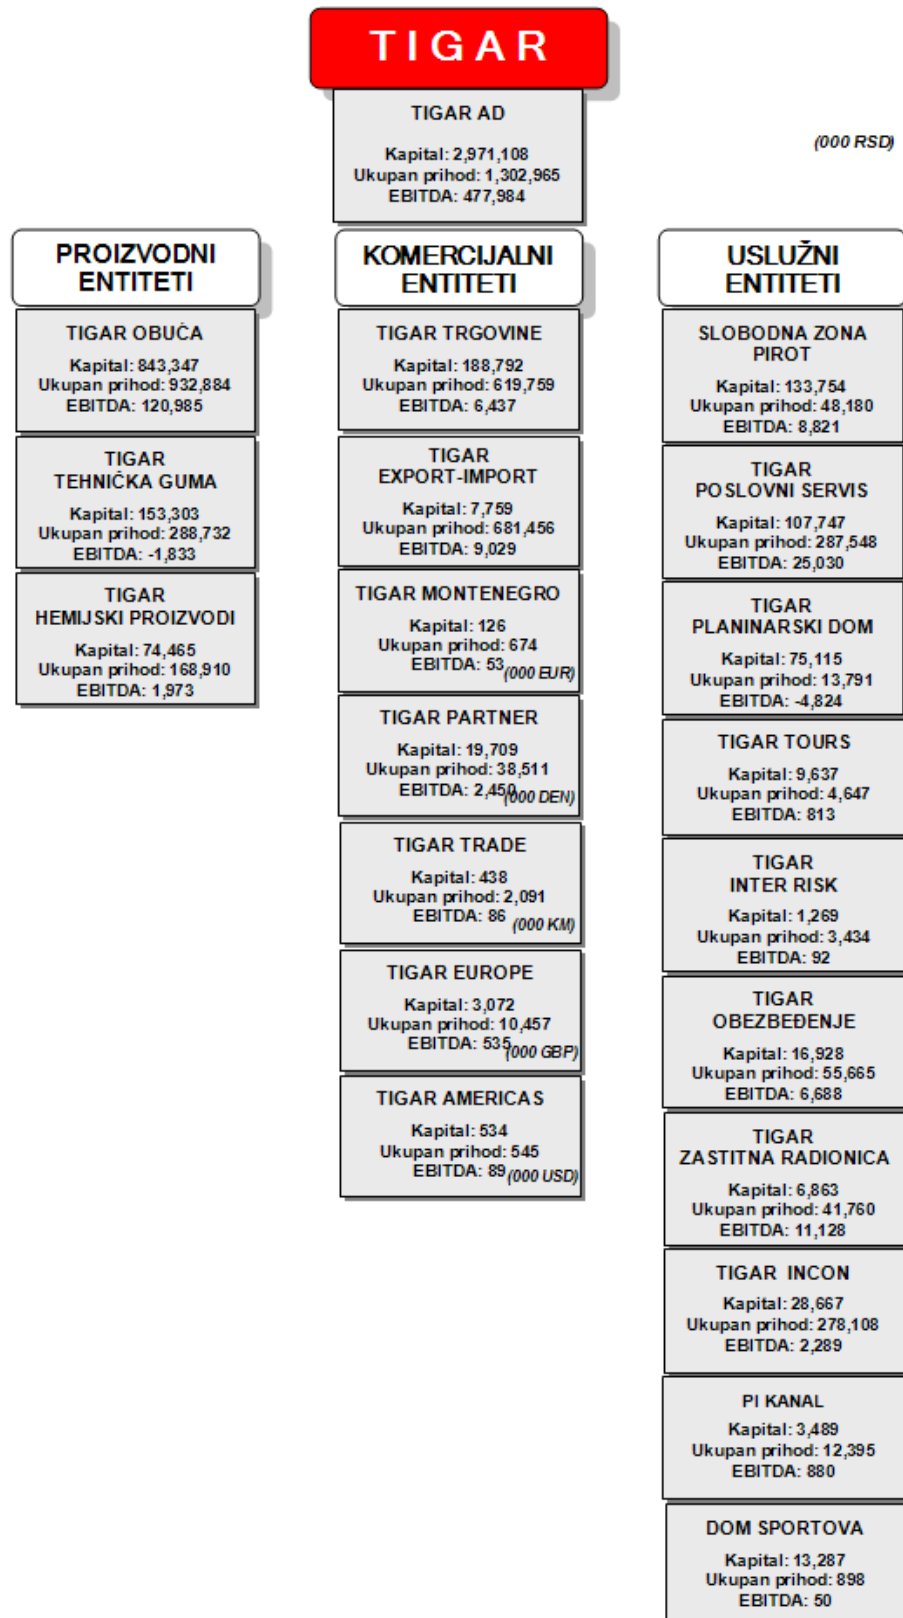 TIGAR
TIGAR AD
Kapital: 2,971,108
Ukupan prihod: 1,302,965
EBITDA: 477,984
(000 RSD)
PROIZVODNI
ENTITETI
TIGAR OBUĆA
Kapital: 843,347
Ukupan prihod: 932,884
EBITDA: 120,985
TIGAR
TEHNIČKA GUMA
Kapital: 153,303
Ukupan prihod: 288,732
EBITDA: -1,833
TIGAR
HEMIJSKI PROIZVODI
Kapital: 74,465
Ukupan prihod: 168,910
EBITDA: 1,973
KOMERCIJALNI
ENTITETI
TIGAR TRGOVINE
Kapital: 188,792
Ukupan prihod: 619,759
EBITDA: 6,437
TIGAR
EXPORT-IMPORT
Kapital: 7,759
Ukupan prihod: 681,456
EBITDA: 9,029
TIGAR MONTENEGRO
Kapital: 126
Ukupan prihod: 674
EBITDA: 53
(000 EUR)
TIGAR PARTNER
Kapital: 19,709
Ukupan prihod: 38,511
EBITDA: 2,450
(000 DEN)
TIGAR TRADE
Kapital: 438
Ukupan prihod: 2,091
EBITDA: 86
(000 KM)
TIGAR EUROPE
Kapital: 3,072
Ukupan prihod: 10,457
EBITDA: 535
(000 GBP)
TIGAR AMERICAS
Kapital: 534
Ukupan prihod: 545
EBITDA: 89
(000 USD)
USLUŽNI
ENTITETI
SLOBODNA ZONA
PIROT
Kapital: 133,754
Ukupan prihod: 48,180
EBITDA: 8,821
TIGAR
POSLOVNI SERVIS
Kapital: 107,747
Ukupan prihod: 287,548
EBITDA: 25,030
TIGAR
PLANINARSKI DOM
Kapital: 75,115
Ukupan prihod: 13,791
EBITDA: -4,824
TIGAR TOURS
Kapital: 9,637
Ukupan prihod: 4,647
EBITDA: 813
TIGAR
INTER RISK
Kapital: 1,269
Ukupan prihod: 3,434
EBITDA: 92
TIGAR
OBEZBEĐENJE
Kapital: 16,928
Ukupan prihod: 55,665
EBITDA: 6,688
TIGAR
ZASTITNA RADIONICA
Kapital: 6,863
Ukupan prihod: 41,760
EBITDA: 11,128
TIGAR INCON
Kapital: 28,667
Ukupan prihod: 278,108
EBITDA: 2,289
PI KANAL
Kapital: 3,489
Ukupan prihod: 12,395
EBITDA: 880
DOM SPORTOVA
Kapital: 13,287
Ukupan prihod: 898
EBITDA: 50